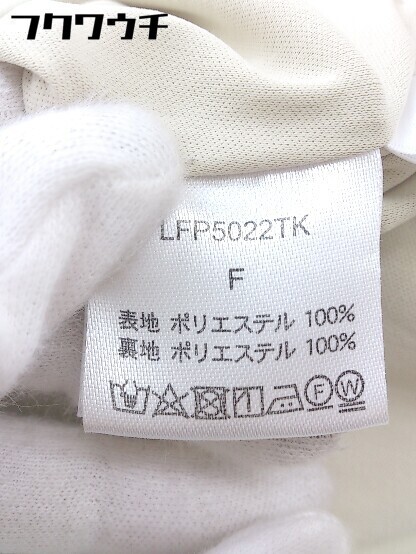 フクワウチ
LFP5022TK
F
表地 ポリエステル 100%
裏地 ポリエステル 100%
F W